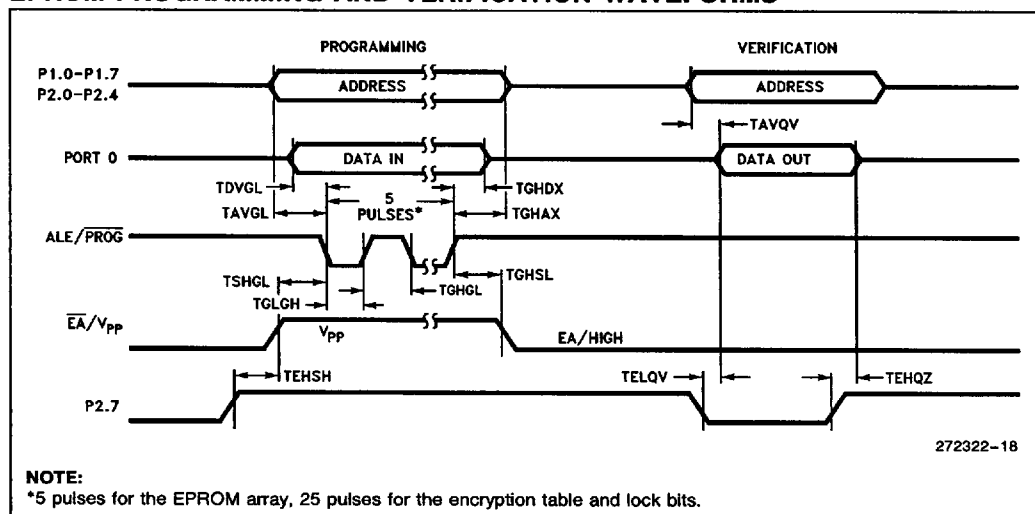 PROGRAMMING VERIFICATION
P1.0–P1.7
P2.0–P2.4
ADDRESS ADDRESS
TAVQV
PORT 0 DATA IN DATA OUT
TDVGL 5 TGHDX
TAVGL PULSES* TGHAX
ALE/PROG
TSHGL TGHGL TGHSL
TGLGH
EA/VPP VPP EA/HIGH
TEHSH TELQV TEHQZ
P2.7
272322–18
NOTE:
*5 pulses for the EPROM array, 25 pulses for the encryption table and lock bits.